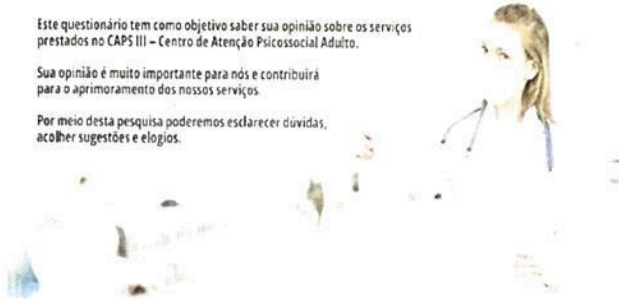 Este questionário tem como objetivo saber sua opinião sobre os serviços
prestados no CAPS III – Centro de Atenção Psicossocial Adulto.
Sua opinião é muito importante para nós e contribuirá
para o aprimoramento dos nossos serviços.
Por meio desta pesquisa poderemos esclarecer dúvidas,
acolher sugestões e elogios.